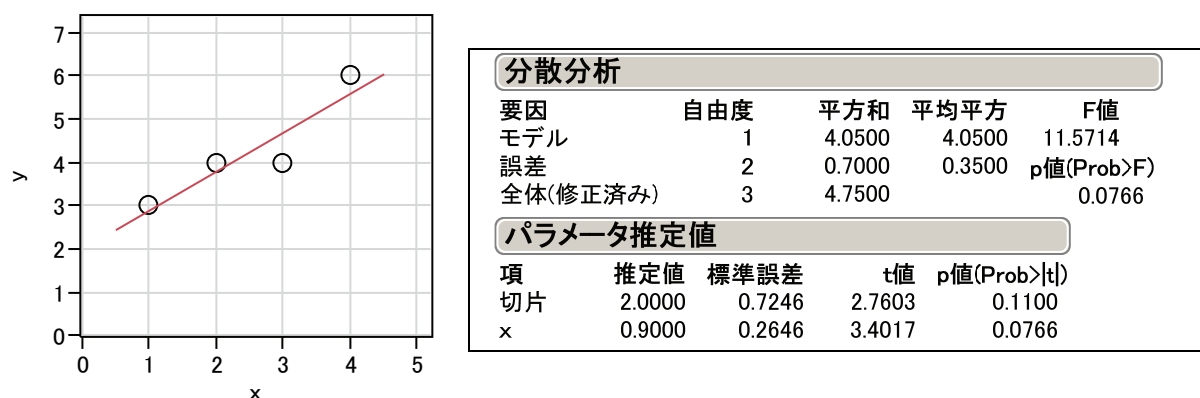 7
6
5
4
3
2
1
0
y
0 1 2 3 4 5
x
分散分析
要因 自由度 平方和 平均平方 F値
モデル 1 4.0500 4.0500 11.5714
誤差 2 0.7000 0.3500 p値(Prob>F)
全体(修正済み) 3 4.7500 0.0766
パラメータ推定値
項 推定値 標準誤差 t値 p値(Prob>|t|)
切片 2.0000 0.7246 2.7603 0.1100
x 0.9000 0.2646 3.4017 0.0766